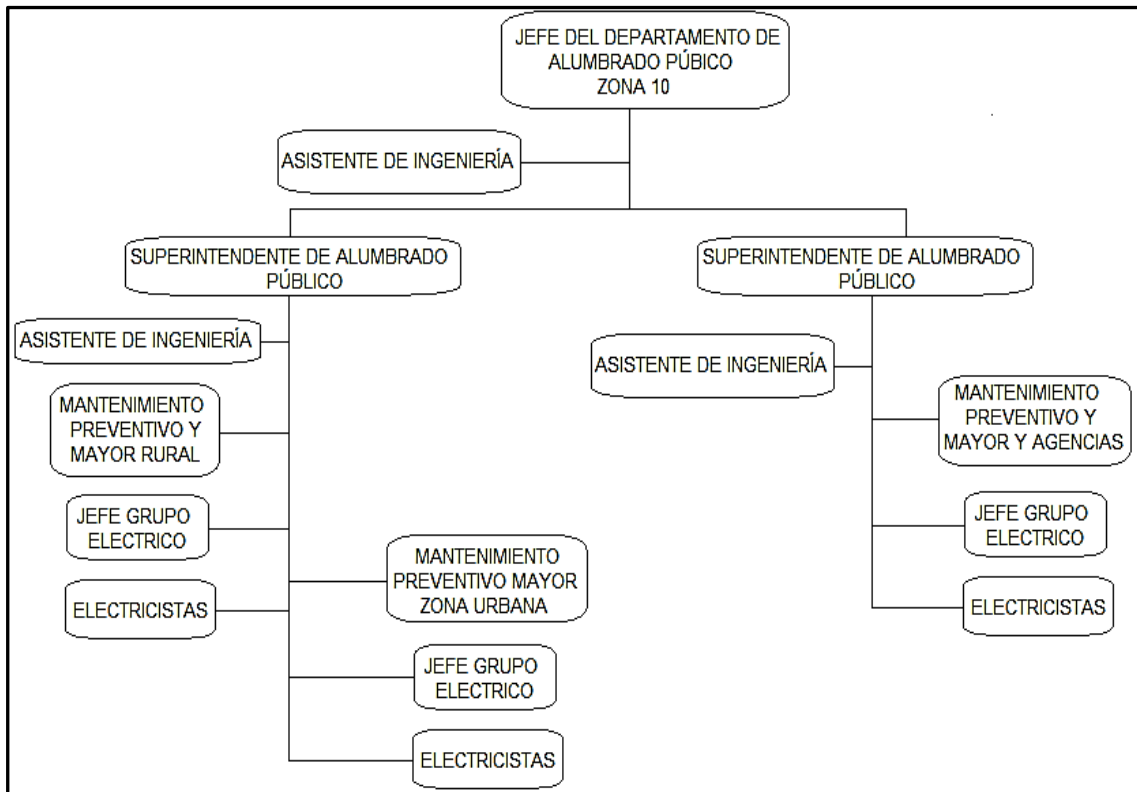 JEFE DEL DEPARTAMENTO DE
ALUMBRADO PÚBICO
ZONA 10
ASISTENTE DE INGENIERÍA
SUPERINTENDENTE DE ALUMBRADO
PÚBLICO
SUPERINTENDENTE DE ALUMBRADO
PÚBLICO
ASISTENTE DE INGENIERÍA
ASISTENTE DE INGENIERÍA
MANTENIMIENTO
PREVENTIVO Y
MAYOR RURAL
MANTENIMIENTO
PREVENTIVO Y
MAYOR Y AGENCIAS
JEFE GRUPO
ELECTRICO
JEFE GRUPO
ELECTRICO
MANTENIMIENTO
PREVENTIVO MAYOR
ZONA URBANA
ELECTRICISTAS
ELECTRICISTAS
JEFE GRUPO
ELECTRICO
ELECTRICISTAS